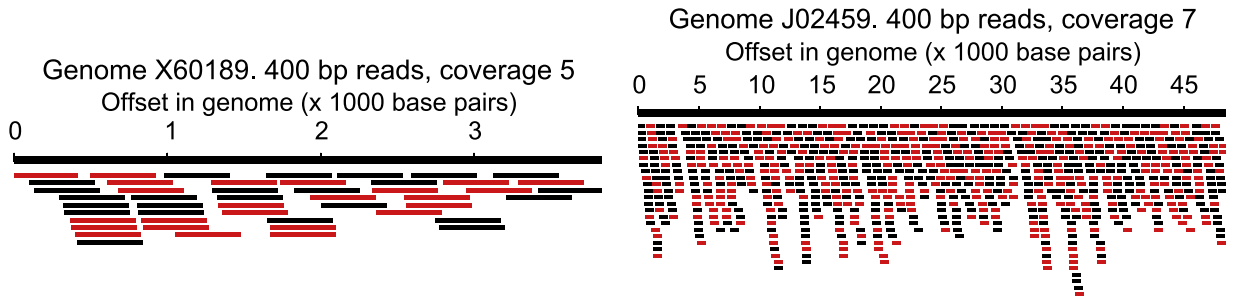 Genome X60189. 400 bp reads, coverage 5
Offset in genome (x 1000 base pairs)
0 1 2 3
Genome J02459. 400 bp reads, coverage 7
Offset in genome (x 1000 base pairs)
0 5 10 15 20 25 30 35 40 45